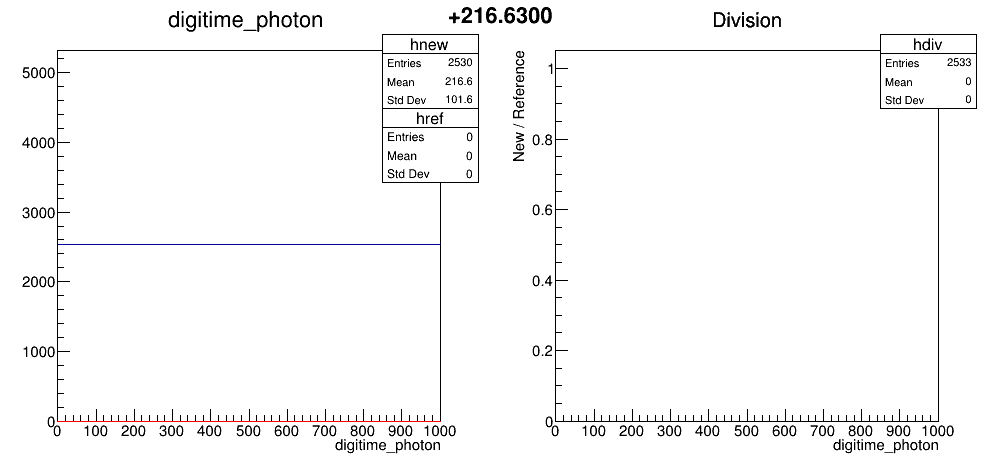 digitime_photon
+216.6300
Division
hnew
Entries 2530
Mean 216.6
Std Dev 101.6
href
Entries 0
Mean 0
Std Dev 0
5000
4000
3000
2000
1000
0
0 100 200 300 400 500 600 700 800 900 1000
digitime_photon
hdiv
Entries 2533
Mean 0
Std Dev 0
New / Reference
1
0.8
0.6
0.4
0.2
0
0 100 200 300 400 500 600 700 800 900 1000
digitime_photon